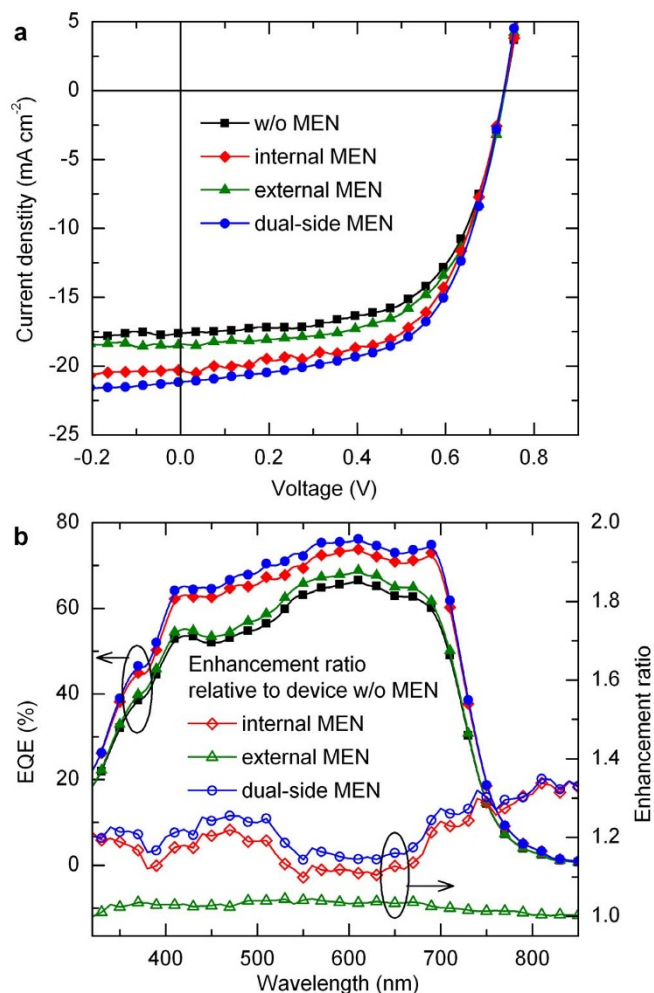 a
5
0
-5
-10
-15
-20
-25
Current denstity (mA cm⁻²)
w/o MEN
internal MEN
external MEN
dual-side MEN
-0.2 0.0 0.2 0.4 0.6 0.8
Voltage (V)
b
80
60
40
20
0
EQE (%)
2.0
1.8
1.6
1.4
1.2
1.0
Enhancement ratio
Enhancement ratio
relative to device w/o MEN
internal MEN
external MEN
dual-side MEN
400 500 600 700 800
Wavelength (nm)